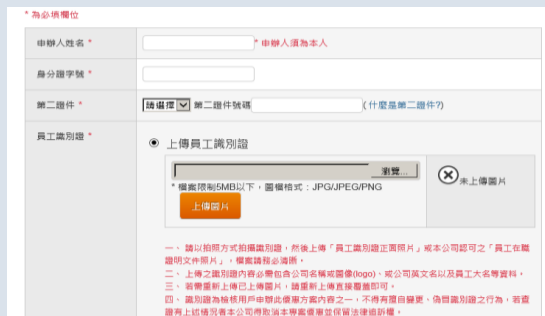 * 為必填欄位
申辦人姓名 *
* 申辦人須為本人
身分證字號 *
第二證件 *
請選擇 第二證件號碼 (什麼是第二證件?)
員工識別證 *
上傳員工識別證
瀏覽...
未上傳圖片
* 檔案限制5MB以下，圖檔格式：JPG/JPEG/PNG
上傳圖片
一、 請以拍照方式拍攝識別證，然後上傳「員工識別證正面照片」或本公司認可之「員工在職
證明文件照片」，檔案請務必清晰。
二、 上傳之識別證內容必需包含公司名稱或圖像(logo)、或公司英文名以及員工大名等資料。
三、 若需重新上傳已上傳圖片，請重新上傳直接覆蓋即可。
四、 識別證為檢核用戶申辦此優惠方案內容之一，不得有擅自變更、偽冒識別證之行為，若查
證有上述情況者本公司得取消本專案優惠並保留法律追訴權。